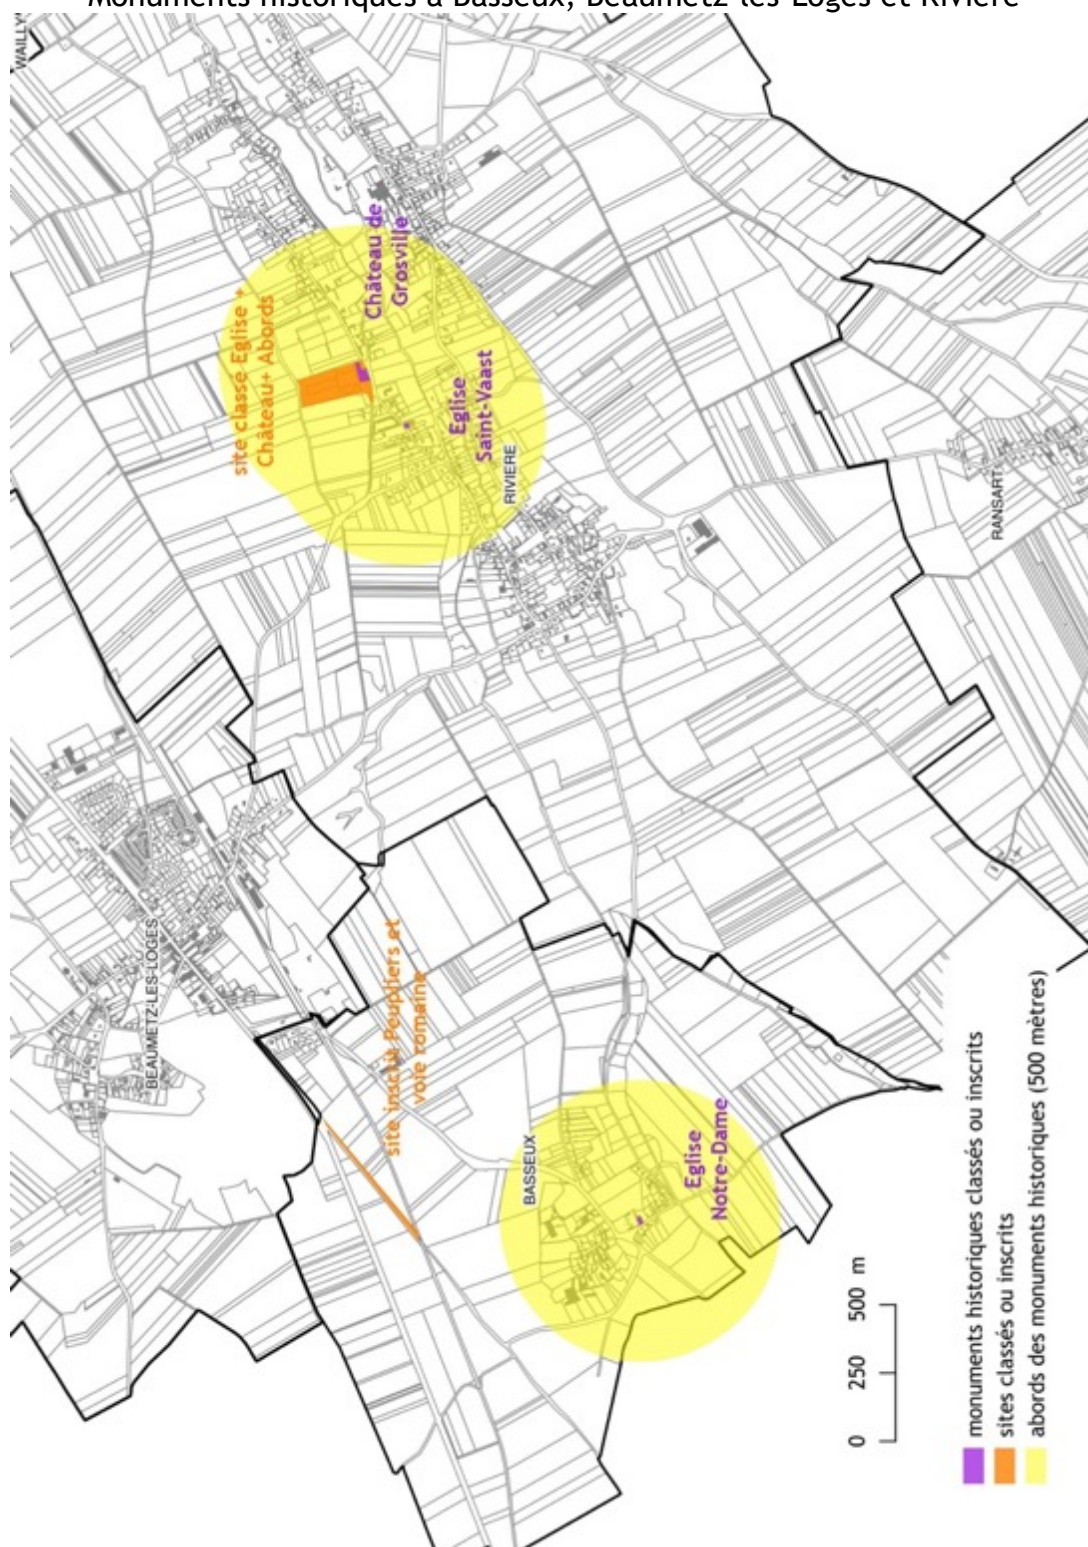 Monuments historiques à Basseux, Beaumetz-les-Loges et Rivière
WAILLY
site classé Eglise +
Château+ Abords
Château de
Grosville
Eglise
Saint-Vaast
RIVIERE
RANSART
BEAUMETZ-LES-LOGES
site inscrit Peupliers et
voie romaine
BASSEUX
Eglise
Notre-Dame
0 250 500 m
monuments historiques classés ou inscrits
sites classés ou inscrits
abords des monuments historiques (500 mètres)